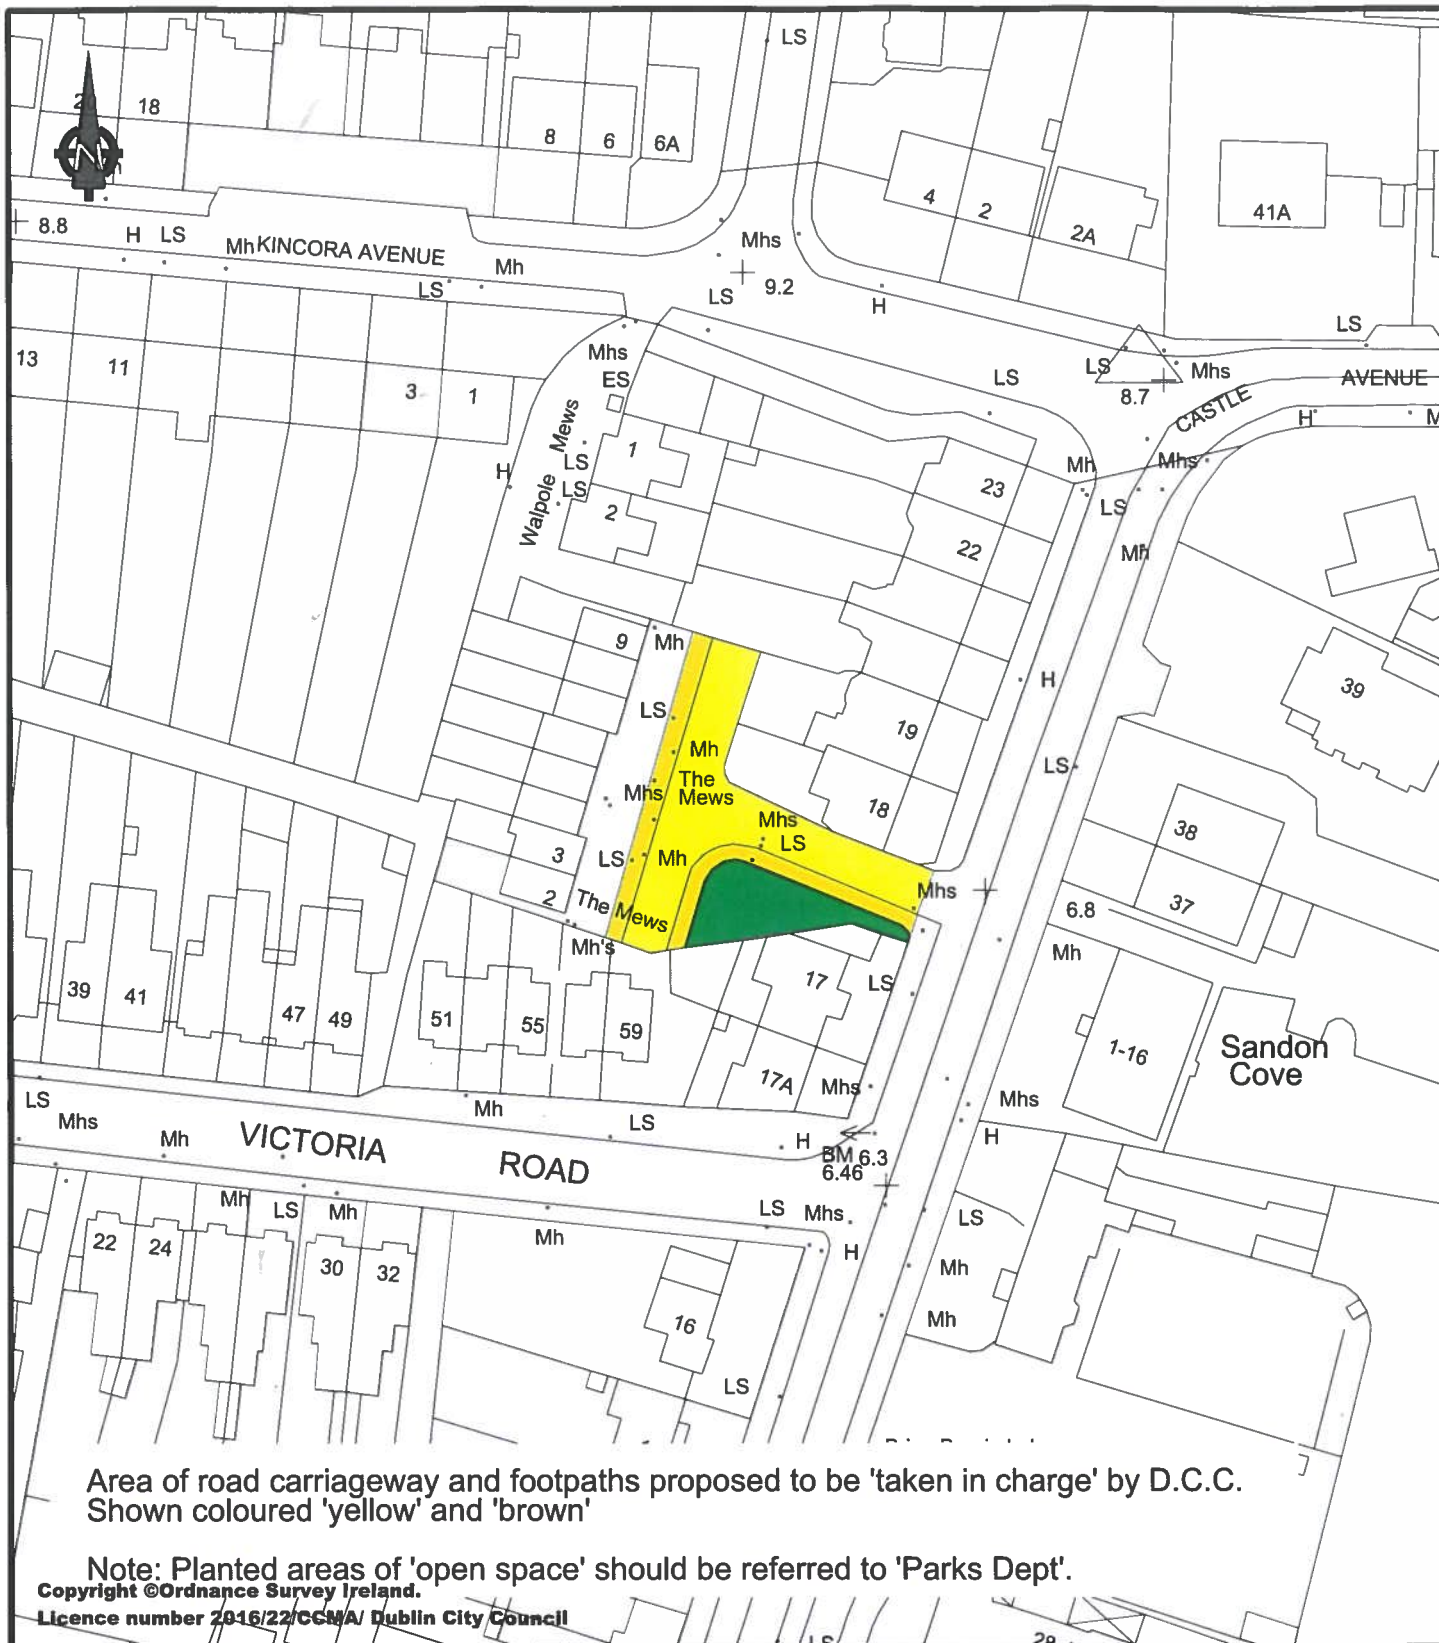 LS
18
8
6
6A
4
2
2A
41A
N
8.8
H
LS
Mh
KINCORA AVENUE
Mh
LS
Mhs
9.2
LS
H
LS
13
11
3
1
Mhs
ES
Walpole Mews
LS
LS
Mhs
8.7
CASTLE
AVENUE
H
M
H
1
LS
LS
2
23
22
Mh
LS
Mhs
Mh
9
Mh
LS
Mh
The
Mews
Mhs
19
18
H
LS
39
Mhs
LS
3
LS
Mh
2
The Mews
Mh's
Mhs
38
37
6.8
Mh
17
LS
39
41
47
49
51
55
59
17A
Mhs
1-16
Sandon
Cove
LS
Mhs
Mh
VICTORIA
ROAD
Mh
LS
H
BM 6.3
6.46
Mhs
H
Mh
LS
Mh
Mh
LS
Mhs
H
LS
Mh
Mh
22
24
30
32
16
LS
Area of road carriageway and footpaths proposed to be 'taken in charge' by D.C.C.
Shown coloured 'yellow' and 'brown'
Note: Planted areas of 'open space' should be referred to 'Parks Dept'.
Copyright ©Ordnance Survey Ireland.
Licence number 2016/22/CCMA/ Dublin City Council